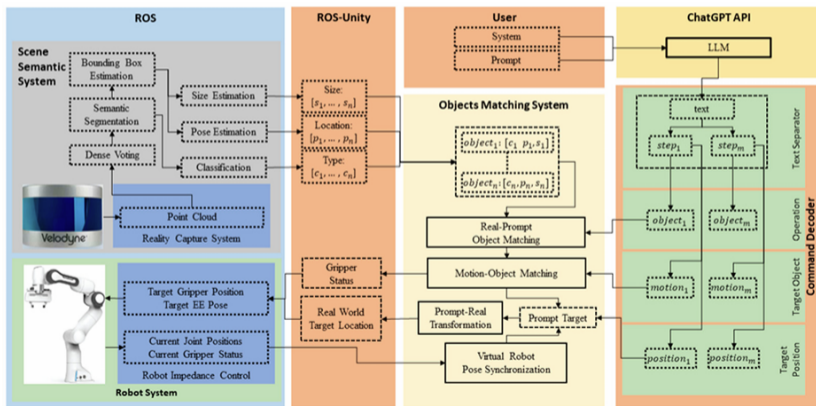 ROS
ROS-Unity
User
ChatGPT API
Scene
Semantic
System
Bounding Box
Estimation
Size Estimation
Semantic
Segmentation
Pose Estimation
Dense Voting
Classification
Velodyne
Point Cloud
Reality Capture System
Size:
[s₁, … , sₙ]
Location:
[p₁, … , pₙ]
Type:
[c₁, … , cₙ]
System
Prompt
LLM
Objects Matching System
object₁: [c₁ p₁, s₁]
objectₙ: [cₙ, pₙ, sₙ]
Real-Prompt
Object Matching
Motion-Object Matching
Prompt-Real
Transformation
Prompt Target
Virtual Robot
Pose Synchronization
Gripper
Status
Real World
Target Location
Target Gripper Position
Target EE Pose
Current Joint Positions
Current Gripper Status
Robot Impedance Control
Robot System
text
step₁
stepₘ
Text Separator
object₁
objectₘ
Operation
motion₁
motionₘ
Target Object
position₁
positionₘ
Target
Position
Command Decoder